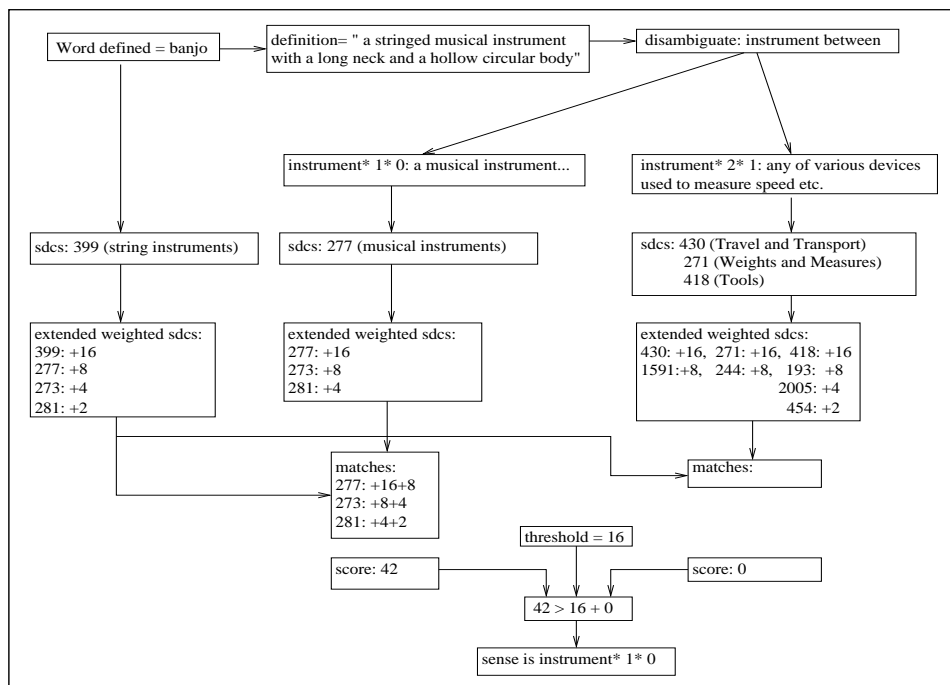 Word defined = banjo
definition= " a stringed musical instrument
with a long neck and a hollow circular body"
disambiguate: instrument between
instrument* 1* 0: a musical instrument...
instrument* 2* 1: any of various devices
used to measure speed etc.
sdcs: 399 (string instruments)
sdcs: 277 (musical instruments)
sdcs: 430 (Travel and Transport)
271 (Weights and Measures)
418 (Tools)
extended weighted sdcs:
399: +16
277: +8
273: +4
281: +2
extended weighted sdcs:
277: +16
273: +8
281: +4
extended weighted sdcs:
430: +16, 271: +16, 418: +16
1591:+8, 244: +8, 193: +8
2005: +4
454: +2
matches:
277: +16+8
273: +8+4
281: +4+2
matches:
threshold = 16
score: 42
score: 0
42 > 16 + 0
sense is instrument* 1* 0